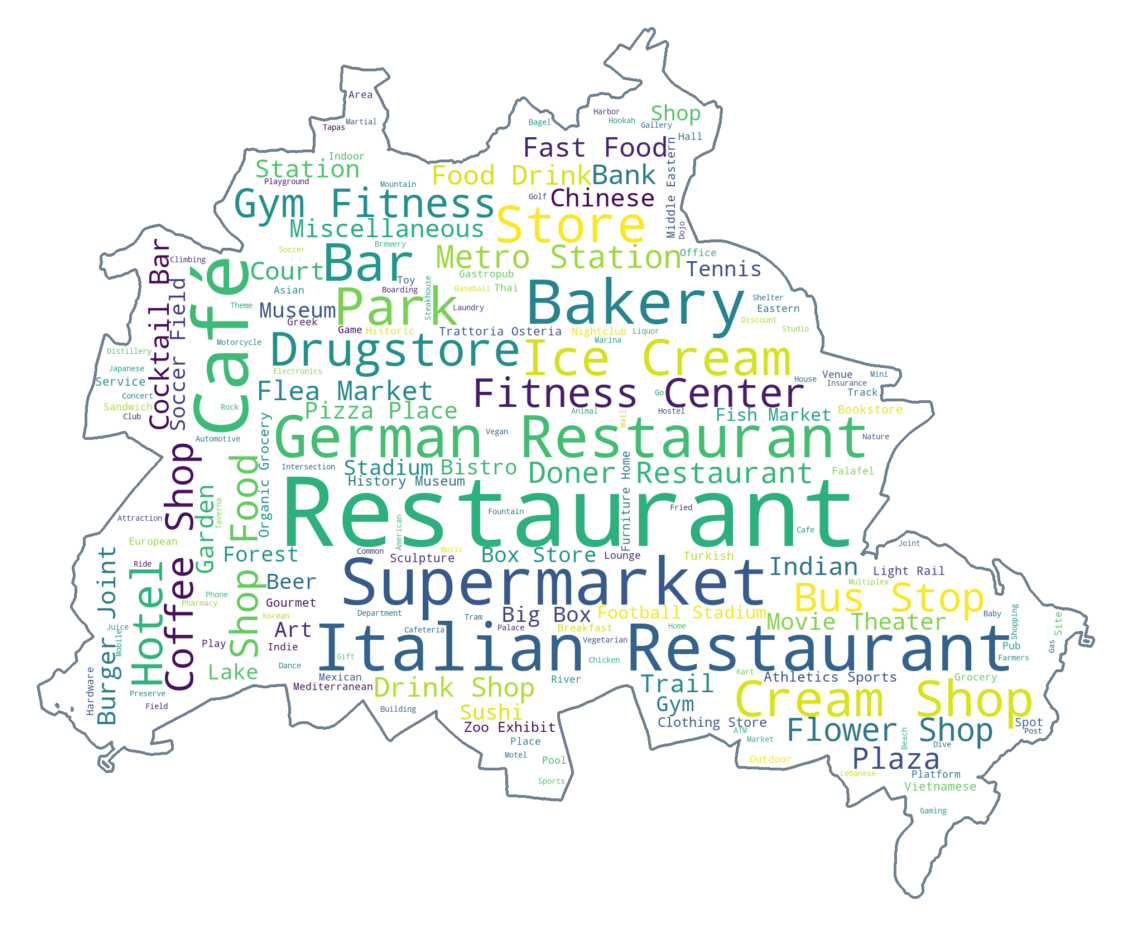 Area
Tapas
Martial
Bagel
Harbor
Hookah
Gallery
Shop
Hall
Fast Food
Middle Eastern
Dojo
Station
Indoor
Playground
Mountain
Food Drink
Bank
Golf
Chinese
Gym Fitness
Store
Miscellaneous
Soccer
Brewery
Metro Station
Office
Tennis
Cocktail Bar
Climbing
Soccer Field
Café
Court
Bar
Asian
Toy
Boarding
Steakhouse
Gastropub
Baseball
Thai
Laundry
Bakery
Shelter
Eastern
Discount
Studio
Theme
Museum
Greek
Park
Game
Historic
Trattoria Osteria
Nightclub
Liquor
Marina
Motorcycle
Drugstore
Ice Cream
House
Venue
Insurance
Mini
Track
Distillery
Japanese
Service
Concert
Sandwich
Club
Rock
Electronics
Flea Market
Fitness Center
Go
Pizza Place
Animal
Mall
Hostel
Fish Market
Bookstore
Nature
Automotive
Organic Grocery
German Restaurant
Vegan
Intersection
Stadium
Bistro
Doner Restaurant
Falafel
History Museum
Furniture Home
Coffee Shop
Shop Food
Garden
Taverna
Restaurant
Fountain
Fried
Cafe
American
Attraction
European
Ride
Forest
Common
Sculpture
Music
Box Store
Lounge
Turkish
Indian
Light Rail
Joint
Burger Joint
Hotel
Phone
Pharmacy
Korean
Beer
Supermarket
Bus Stop
Multiplex
Baby
Shopping
Site
Gas
Juice
Mobile
Gourmet
Department
Big Box
Football Stadium
Movie Theater
Play
Art
Indie
Cafeteria
Tram
Palace
Breakfast
Vegetarian
Home
Pub
Farmers
Italian Restaurant
Lake
Dance
Gift
Chicken
Hardware
Preserve
Field
Mexican
Mediterranean
Drink Shop
River
Trail
Kart
Athletics Sports
Grocery
Building
Sushi
Gym
Cream Shop
Zoo Exhibit
Clothing Store
ATM
Market
Flower Shop
Beach
Spot
Post
Place
Motel
Pool
Sports
Outdoor
Plaza
Dive
Lebanese
Platform
Vietnamese
Gaming